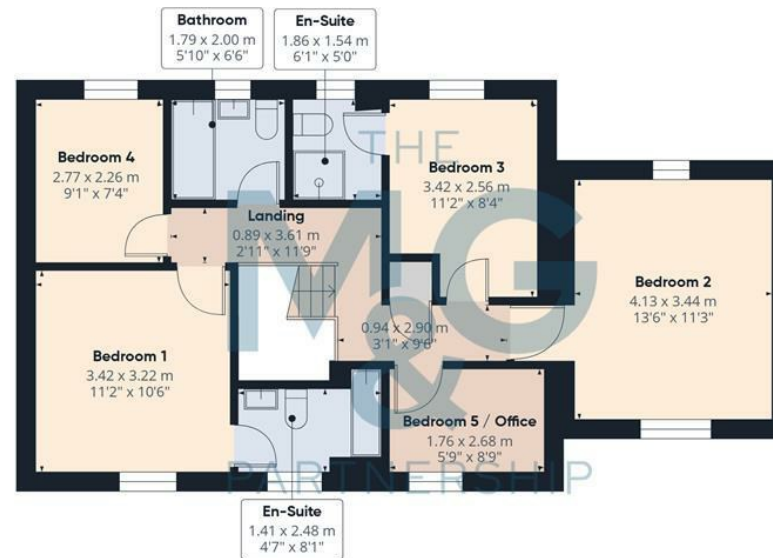 Bathroom
1.79 x 2.00 m
5'10" x 6'6"
En-Suite
1.86 x 1.54 m
6'1" x 5'0"
Bedroom 4
2.77 x 2.26 m
9'1" x 7'4"
Bedroom 3
3.42 x 2.56 m
11'2" x 8'4"
Landing
0.89 x 3.61 m
2'11" x 11'9"
Bedroom 2
4.13 x 3.44 m
13'6" x 11'3"
0.94 x 2.90 m
3'1" x 9'6"
Bedroom 1
3.42 x 3.22 m
11'2" x 10'6"
Bedroom 5 / Office
1.76 x 2.68 m
5'9" x 8'9"
En-Suite
1.41 x 2.48 m
4'7" x 8'1"
THE
MG
&
PARTNERSHIP